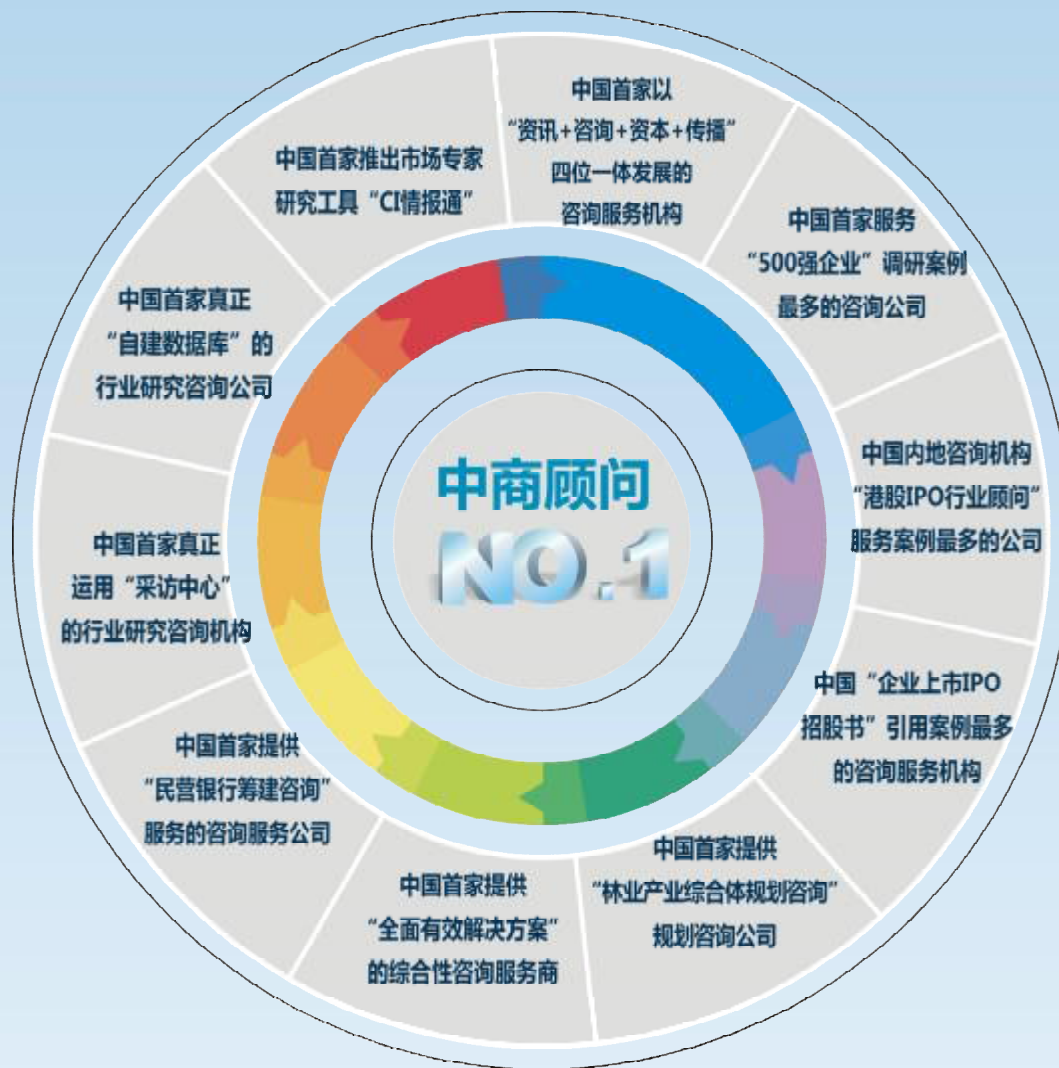 中国首家以
“资讯+咨询+资本+传播”
四位一体发展的
咨询服务机构
中国首家服务
“500强企业”调研案例
最多的咨询公司
中国内地咨询机构
“港股IPO行业顾问”
服务案例最多的公司
中国“企业上市IPO
招股书”引用案例最多
的咨询服务机构
中国首家提供
“林业产业综合体规划咨询”
规划咨询公司
中国首家提供
“全面有效解决方案”
的综合性咨询服务商
中国首家提供
“民营银行筹建咨询”
服务的咨询服务公司
中国首家真正
运用“采访中心”
的行业研究咨询机构
中国首家真正
“自建数据库”的
行业研究咨询公司
中国首家推出市场专家
研究工具“CI情报通”
中商顾问
NO.1